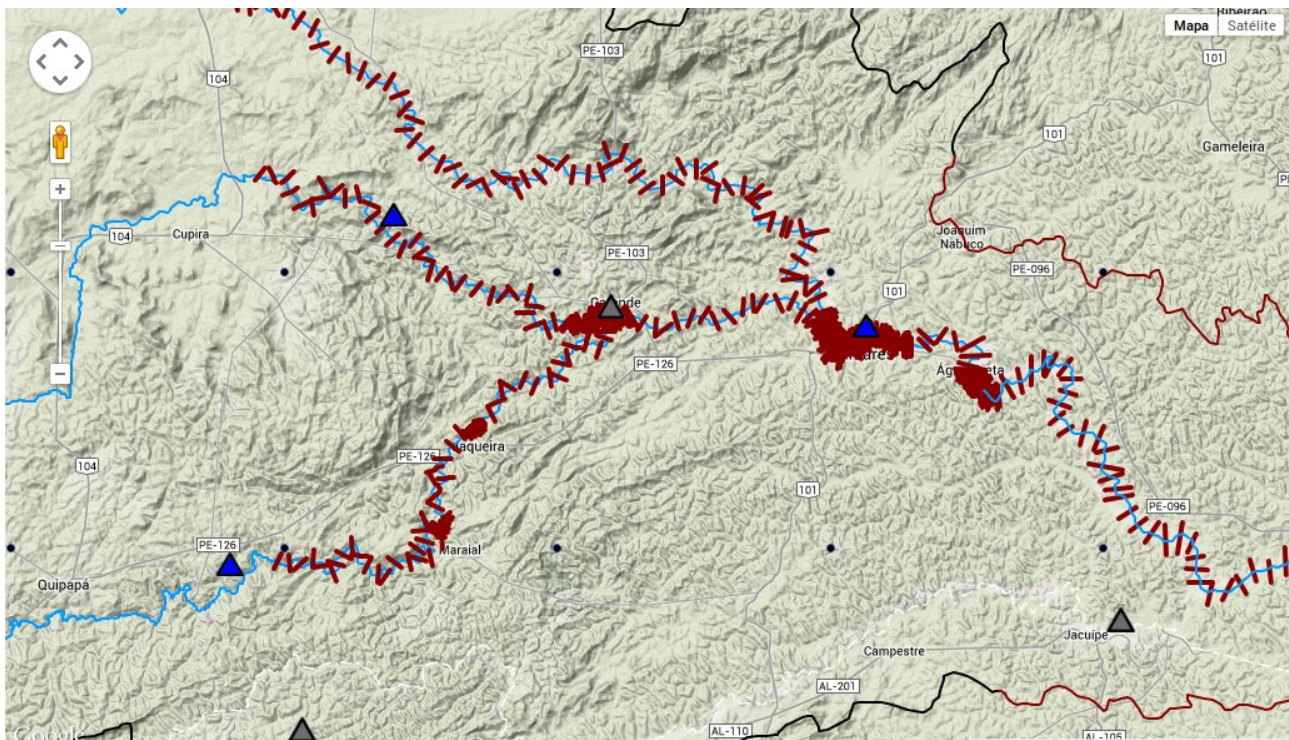 Ribeirão
Mapa
Satélite
PE-103
104
101
101
Gameleira
104
Cupira
Joaquim
Nabuco
PE-103
PE-096
101
PE-126
PE-126
104
101
PE-096
PE-126
Maraial
Quipapá
Jacuípe
Campestre
AL-201
AL-110
AL-105
Google